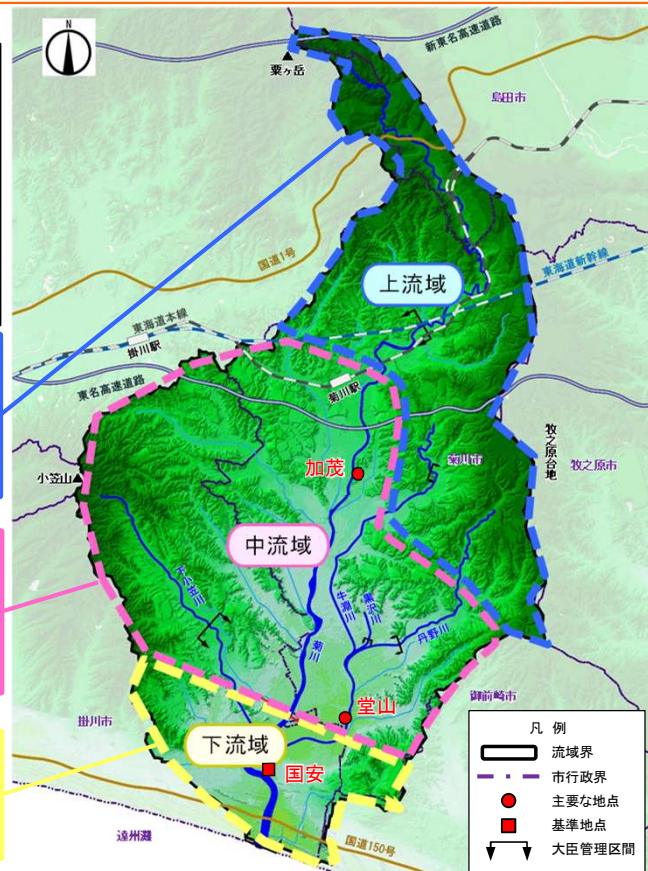 N
新東名高速道路
粟ヶ岳
島田市
国道1号
上流域
東海道新幹線
東海道本線
掛川駅
菊川駅
東名高速道路
牧之原台地
牧之原市
菊川市
小笠山
加茂
中流域
下小笠川
牛淵川
黒沢川
菊川
丹野川
堂山
御前崎市
掛川市
下流域
国安
遠州灘
国道150号
凡 例
流域界
市行政界
主要な地点
基準地点
大臣管理区間